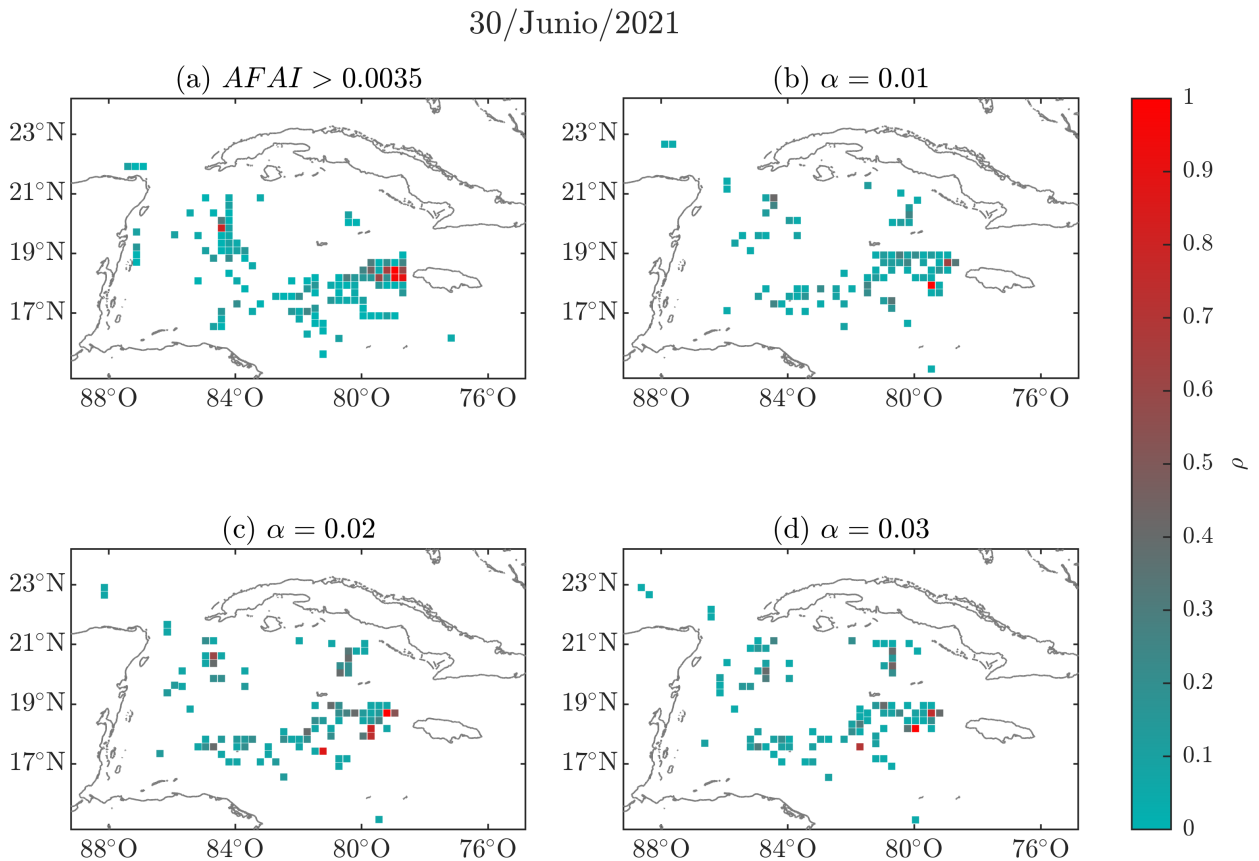 30/Junio/2021
(a) AFAI > 0.0035
(b) α = 0.01
23°N
21°N
19°N
17°N
88°O 84°O 80°O 76°O
23°N
21°N
19°N
17°N
88°O 84°O 80°O 76°O
(c) α = 0.02
(d) α = 0.03
23°N
21°N
19°N
17°N
88°O 84°O 80°O 76°O
23°N
21°N
19°N
17°N
88°O 84°O 80°O 76°O
1
0.9
0.8
0.7
0.6
0.5
0.4
0.3
0.2
0.1
0
ρ